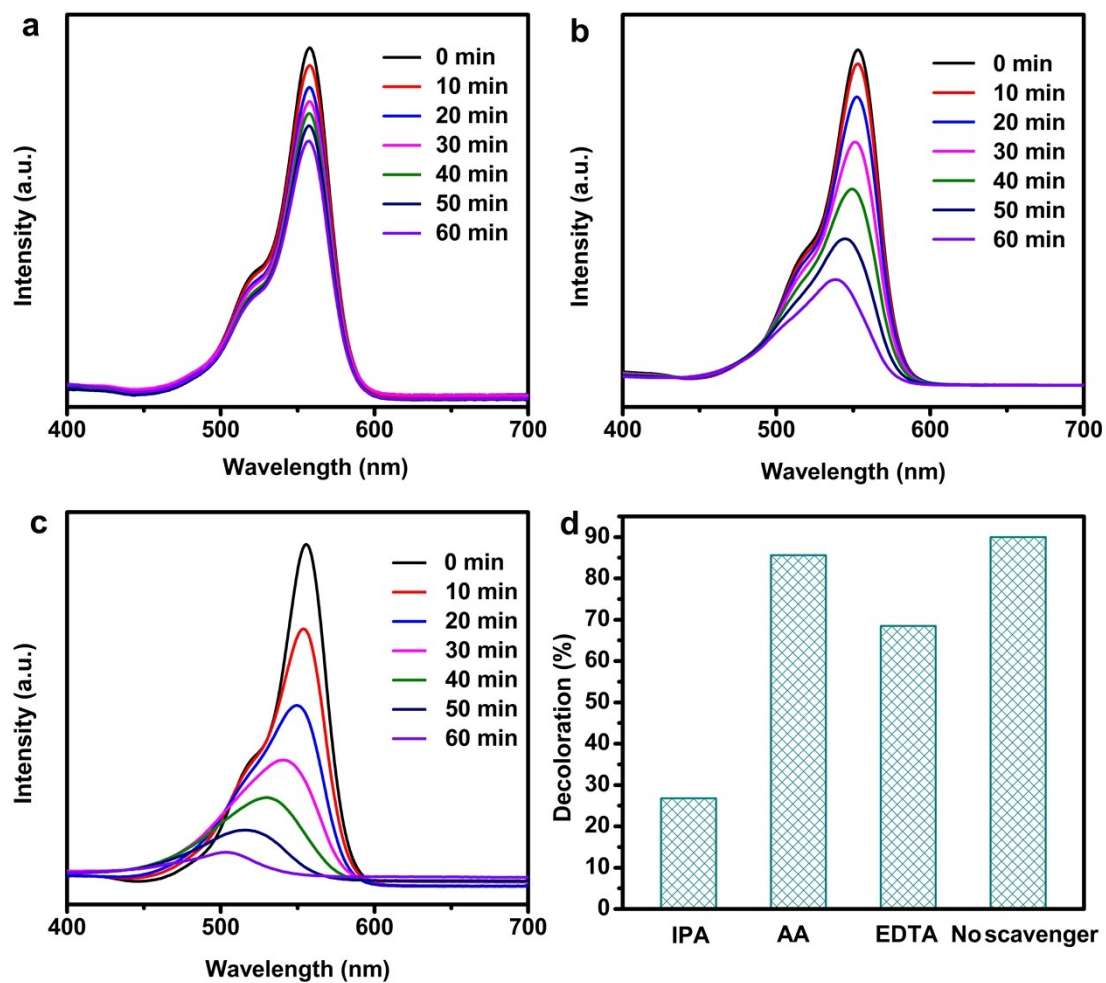 a
0 min
10 min
20 min
30 min
40 min
50 min
60 min
Intensity (a.u.)
400 500 600 700
Wavelength (nm)
b
0 min
10 min
20 min
30 min
40 min
50 min
60 min
Intensity (a.u.)
400 500 600 700
Wavelength (nm)
c
0 min
10 min
20 min
30 min
40 min
50 min
60 min
Intensity (a.u.)
400 500 600 700
Wavelength (nm)
d
90
80
70
60
50
40
30
20
10
0
Decoloration (%)
IPA AA EDTA No scavenger